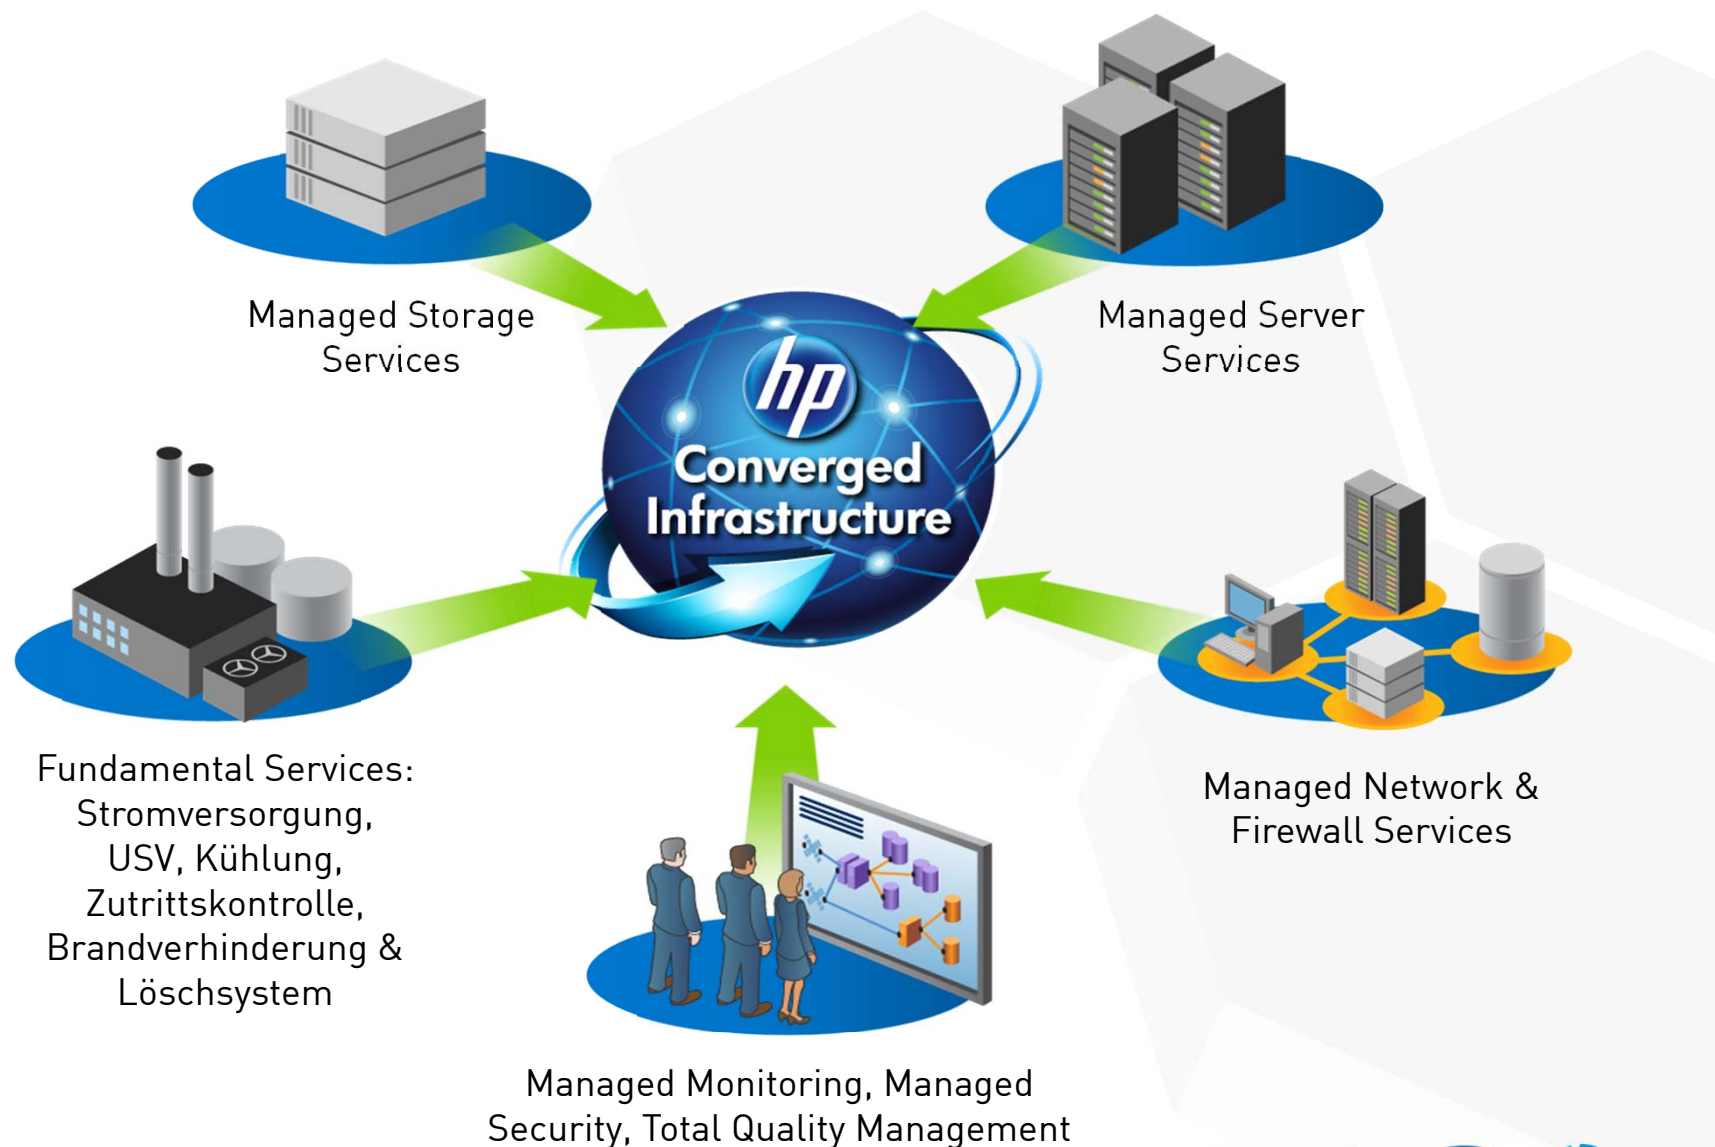 Managed Storage
Services
Managed Server
Services
hp
Converged
Infrastructure
Fundamental Services:
Stromversorgung,
USV, Kühlung,
Zutrittskontrolle,
Brandverhinderung &
Löschsystem
Managed Network &
Firewall Services
Managed Monitoring, Managed
Security, Total Quality Management